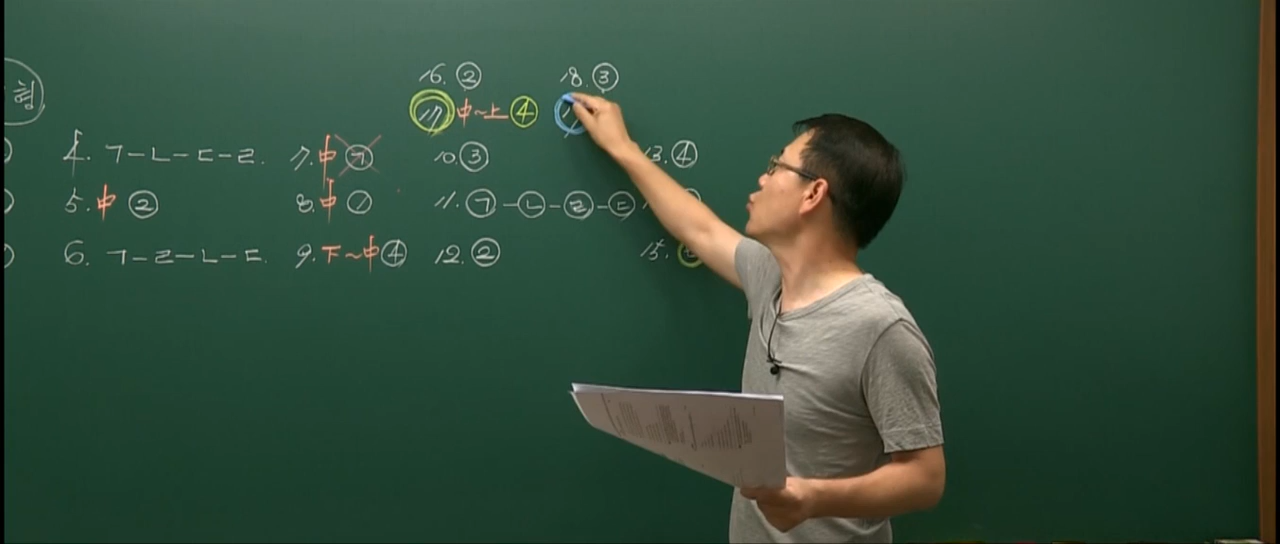 형
16. ② 18. ③
17 中~上 ④
4. ㄱ-ㄴ-ㄷ-ㄹ. 7. 中 ㉠ 10. ③ 13. ④
5. 中 ② 8. 中 ① 11. ㉠-㉡-㉣-㉢
6. ㄱ-ㄹ-ㄴ-ㄷ. 9. 下~中 ④ 12. ② 15.